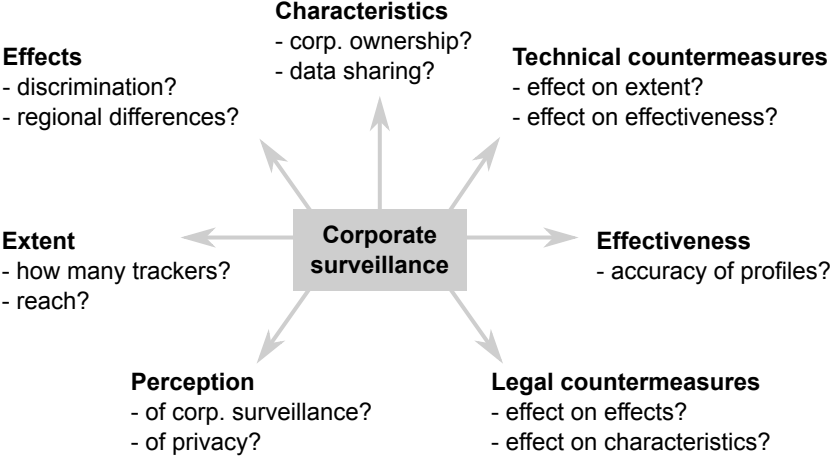 Characteristics
- corp. ownership?
- data sharing?
Effects
- discrimination?
- regional differences?
Technical countermeasures
- effect on extent?
- effect on effectiveness?
Extent
- how many trackers?
- reach?
Corporate
surveillance
Effectiveness
- accuracy of profiles?
Perception
- of corp. surveillance?
- of privacy?
Legal countermeasures
- effect on effects?
- effect on characteristics?